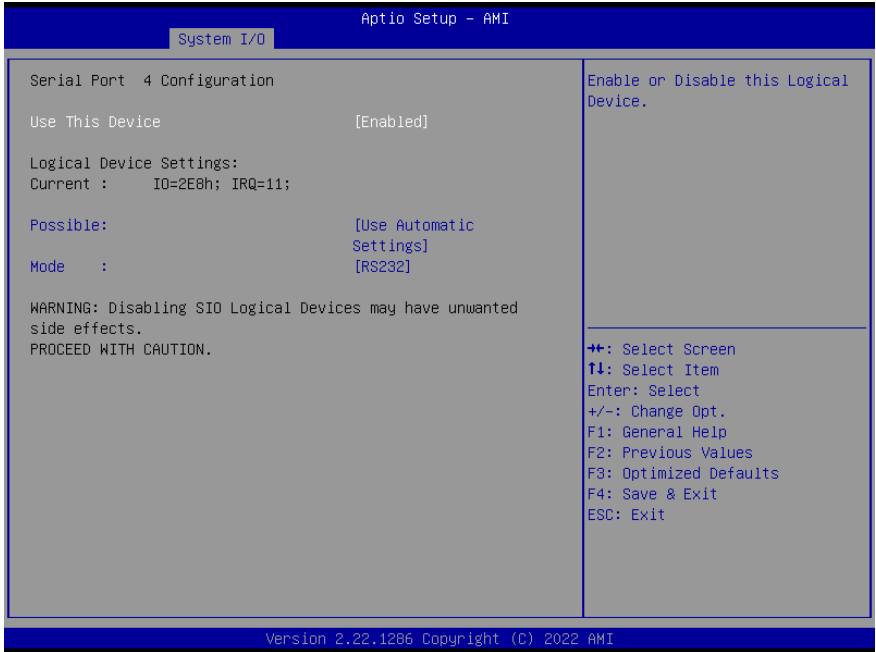 Aptio Setup – AMI
System I/O
Serial Port 4 Configuration
Use This Device [Enabled]
Logical Device Settings:
Current : IO=2E8h; IRQ=11;
Possible: [Use Automatic
Settings]
Mode : [RS232]
WARNING: Disabling SIO Logical Devices may have unwanted
side effects.
PROCEED WITH CAUTION.
Enable or Disable this Logical
Device.
→←: Select Screen
↑↓: Select Item
Enter: Select
+/-: Change Opt.
F1: General Help
F2: Previous Values
F3: Optimized Defaults
F4: Save & Exit
ESC: Exit
Version 2.22.1286 Copyright (C) 2022 AMI